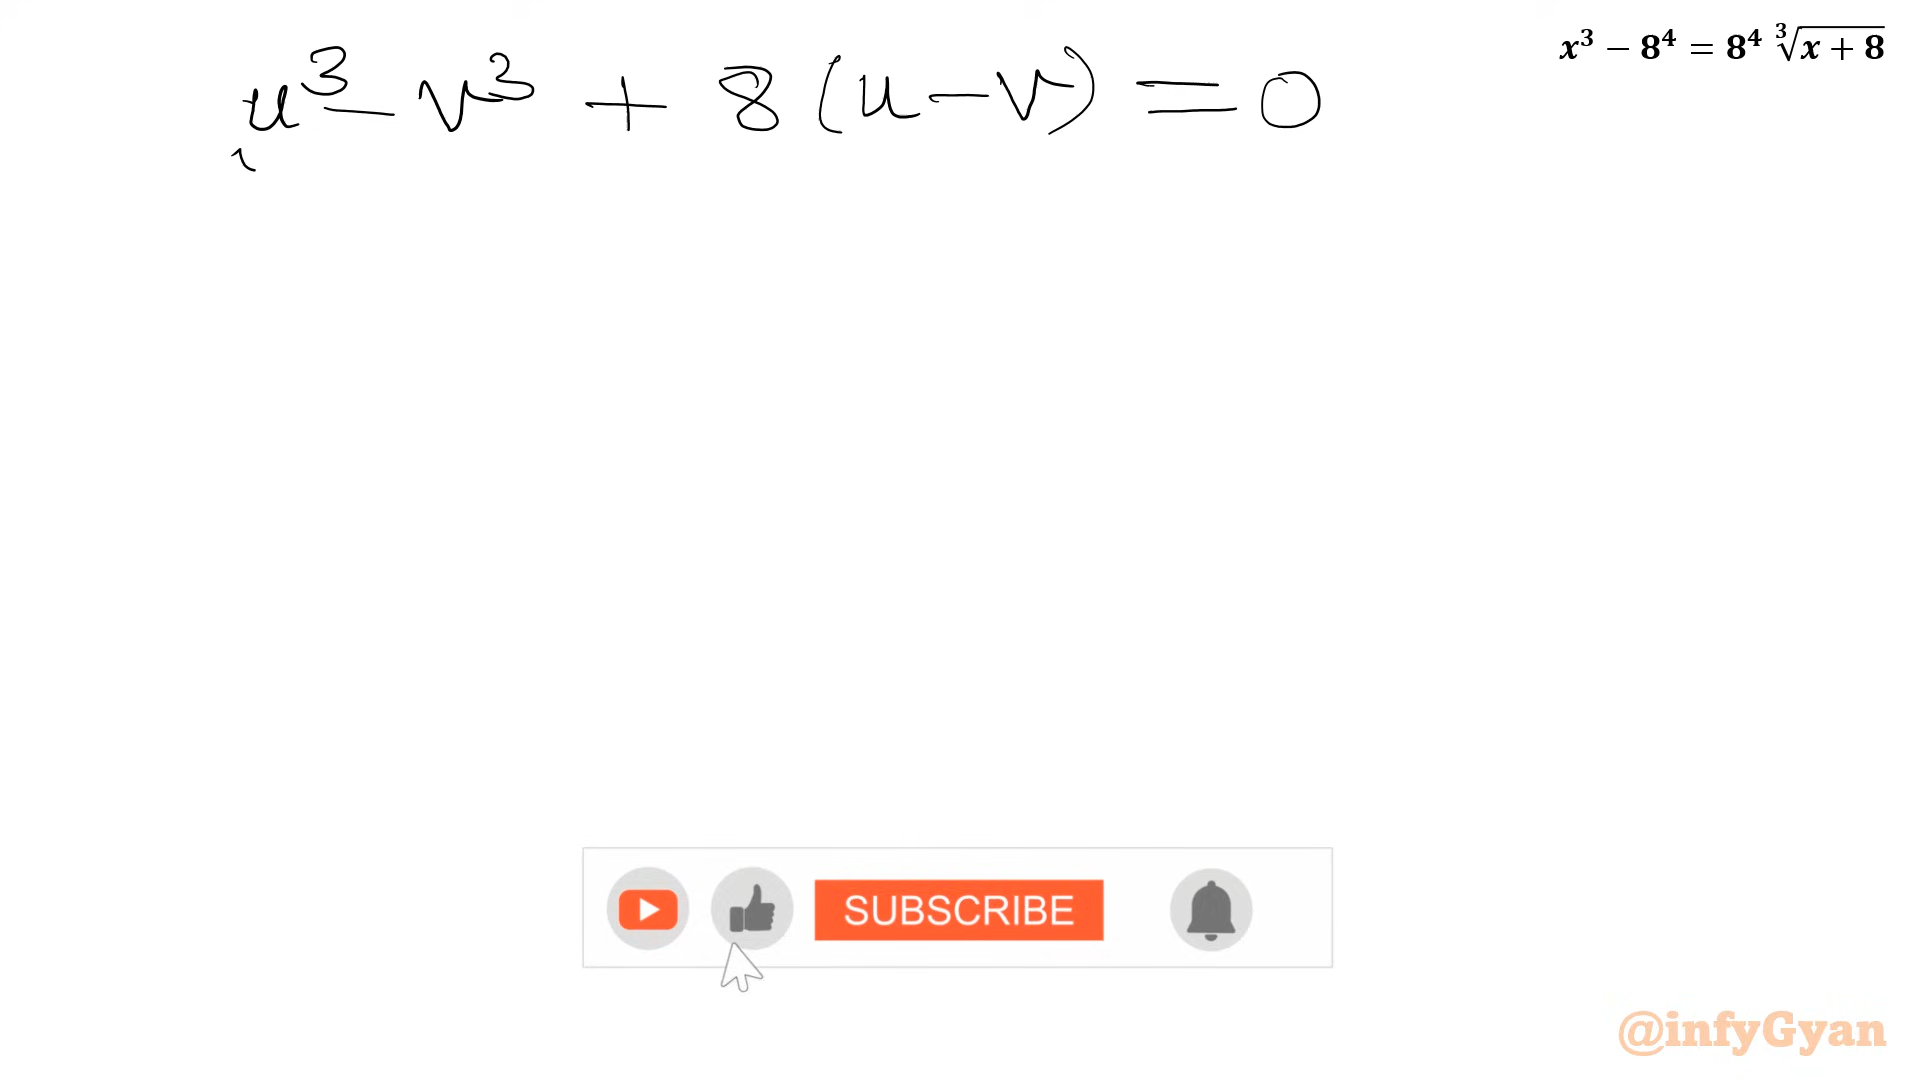 x³ − 8⁴ = 8⁴ ∛(x + 8)
u³ − v³ + 8(u − v) = 0
SUBSCRIBE
@infyGyan